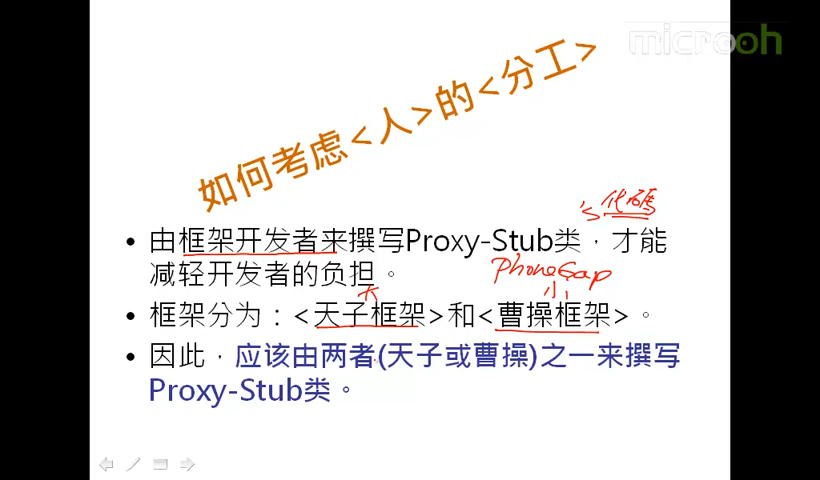 microoh
如何考虑<人>的<分工>
's 代码
• 由框架开发者来撰写Proxy-Stub类，才能
减轻开发者的负担。
PhoneGap
大
小
• 框架分为：<天子框架>和<曹操框架>。
• 因此，应该由两者(天子或曹操)之一来撰写
Proxy-Stub类。